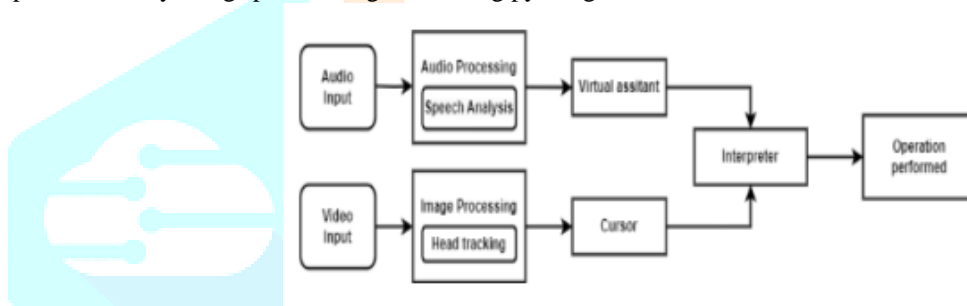 Audio
Input
Audio Processing
Speech Analysis
Virtual assitant
Interpreter
Operation
performed
Video
Input
Image Processing
Head tracking
Cursor